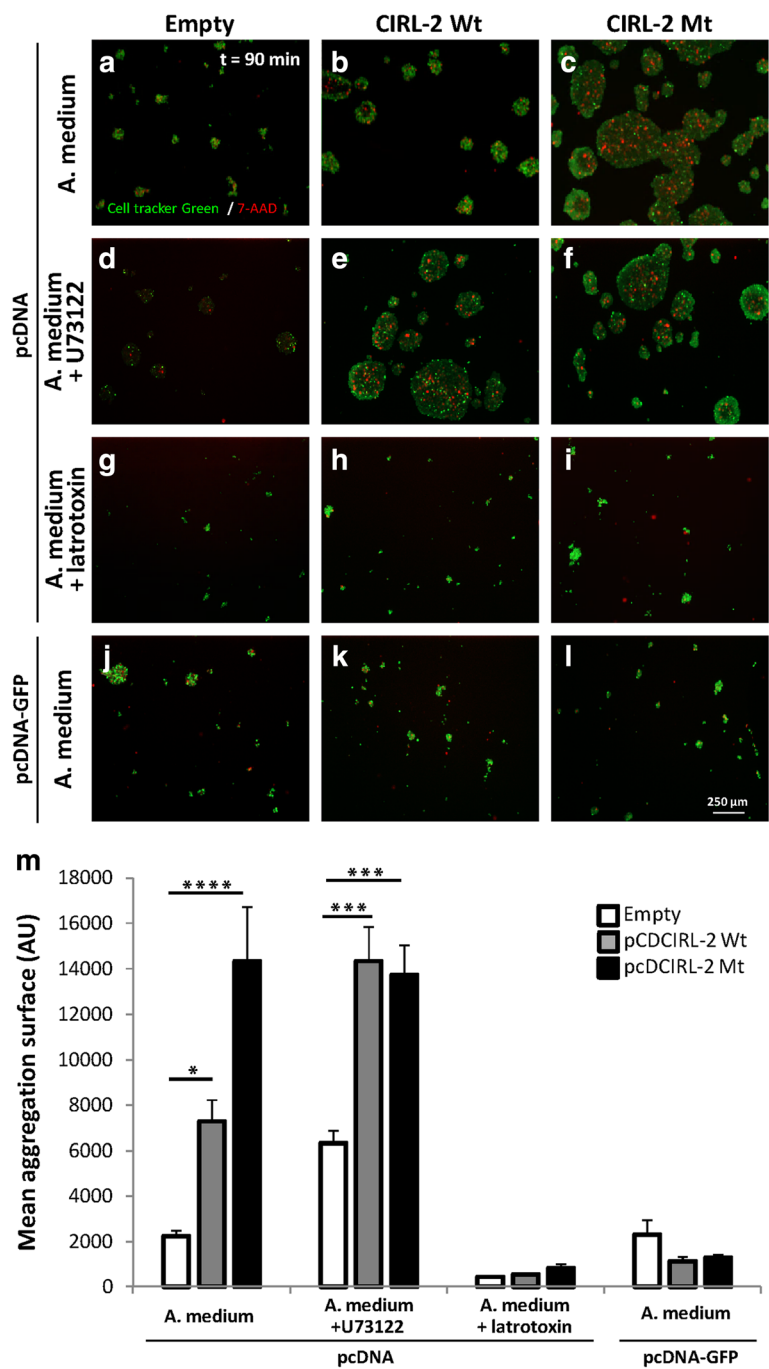 Empty CIRL-2 Wt CIRL-2 Mt
pcDNA
A. medium
a t = 90 min
Cell tracker Green / 7-AAD
b
c
A. medium
+ U73122
d
e
f
A. medium
+ latrotoxin
g
h
i
pcDNA-GFP
A. medium
j
k
l
250 µm
m
Mean aggregation surface (AU)
18000
16000
14000
12000
10000
8000
6000
4000
2000
0
****
*
***
***
Empty
pCDCIRL-2 Wt
pcDCIRL-2 Mt
A. medium
A. medium
+U73122
A. medium
+ latrotoxin
A. medium
pcDNA
pcDNA-GFP